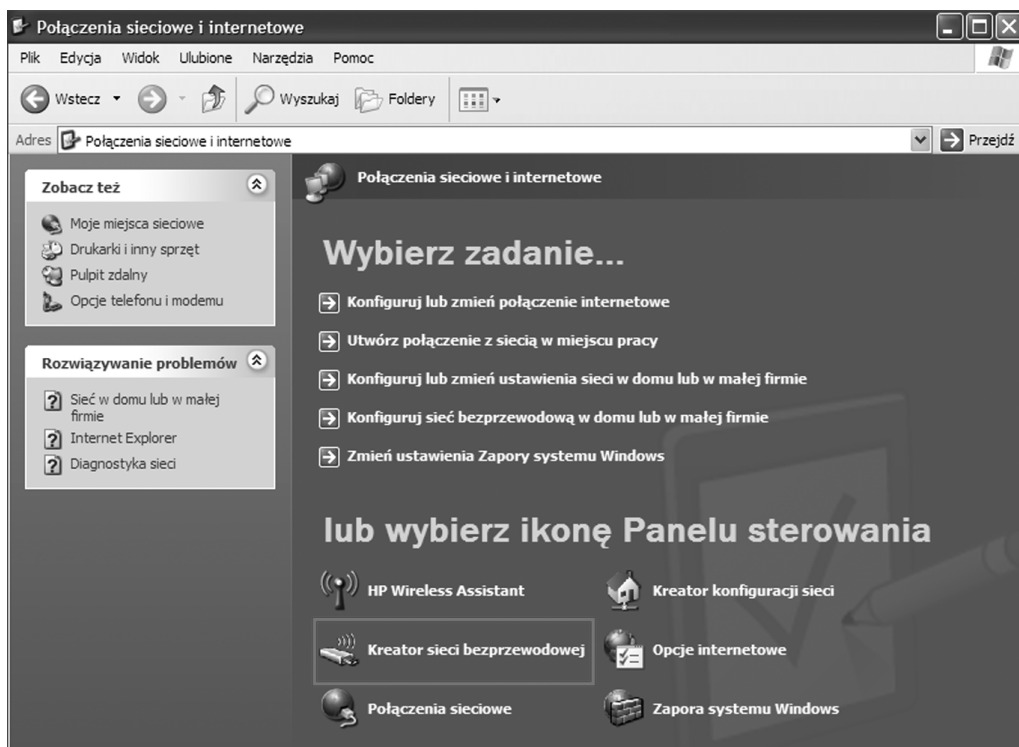 Połączenia sieciowe i internetowe
Plik Edycja Widok Ulubione Narzędzia Pomoc
Wstecz Wyszukaj Foldery
Adres Połączenia sieciowe i internetowe Przejdź
Zobacz też
Moje miejsca sieciowe
Drukarki i inny sprzęt
Pulpit zdalny
Opcje telefonu i modemu
Rozwiązywanie problemów
Sieć w domu lub w małej
firmie
Internet Explorer
Diagnostyka sieci
Połączenia sieciowe i internetowe
Wybierz zadanie...
Konfiguruj lub zmień połączenie internetowe
Utwórz połączenie z siecią w miejscu pracy
Konfiguruj lub zmień ustawienia sieci w domu lub w małej firmie
Konfiguruj sieć bezprzewodową w domu lub w małej firmie
Zmień ustawienia Zapory systemu Windows
lub wybierz ikonę Panelu sterowania
HP Wireless Assistant Kreator konfiguracji sieci
Kreator sieci bezprzewodowej Opcje internetowe
Połączenia sieciowe Zapora systemu Windows